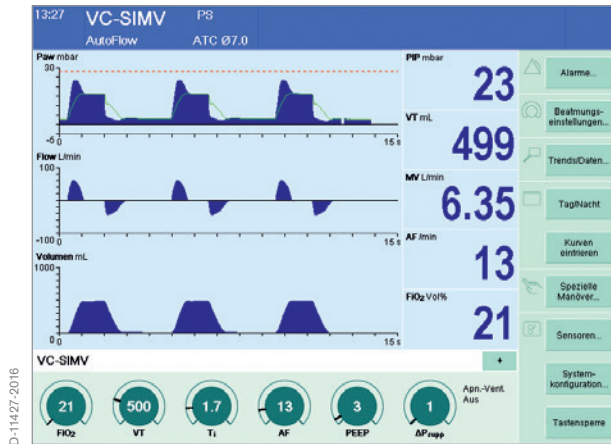 13:27 VC-SIMV PS
AutoFlow ATC Ø7.0
Paw mbar
30
-5 0 15 s
Flow L/min
100
-100 0 15 s
Volumen mL
1000
0 0 15 s
PIP mbar
23
VT mL
499
MV L/min
6.35
AF /min
13
FiO2 Vol%
21
Alarme...
Beatmungs-
einstellungen...
Trends/Daten...
Tag/Nacht
Kurven
einfrieren
Spezielle
Manöver...
Sensoren...
System-
konfiguration...
Tastensperre
VC-SIMV +
21 500 1.7 13 3 1
FiO2 VT Ti AF PEEP ΔPsupp
Apn.-Vent.
Aus
D-11427-2016